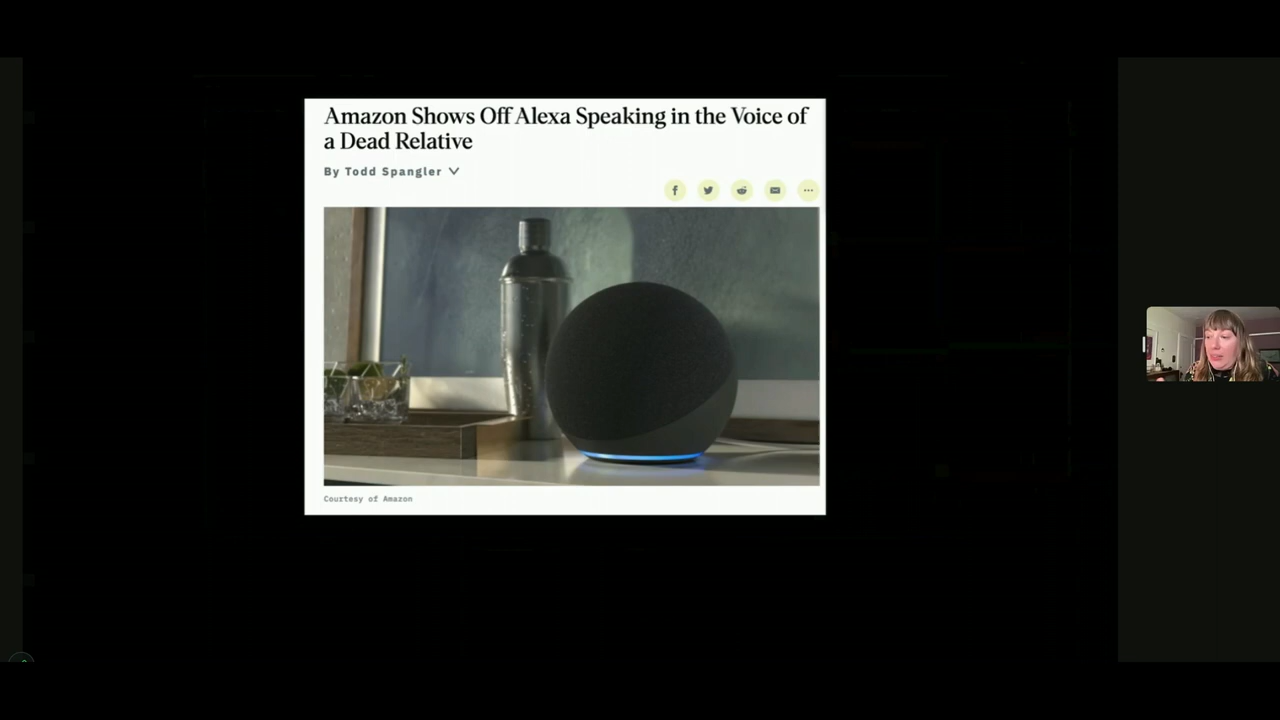 Amazon Shows Off Alexa Speaking in the Voice of
a Dead Relative
By Todd Spangler
Courtesy of Amazon